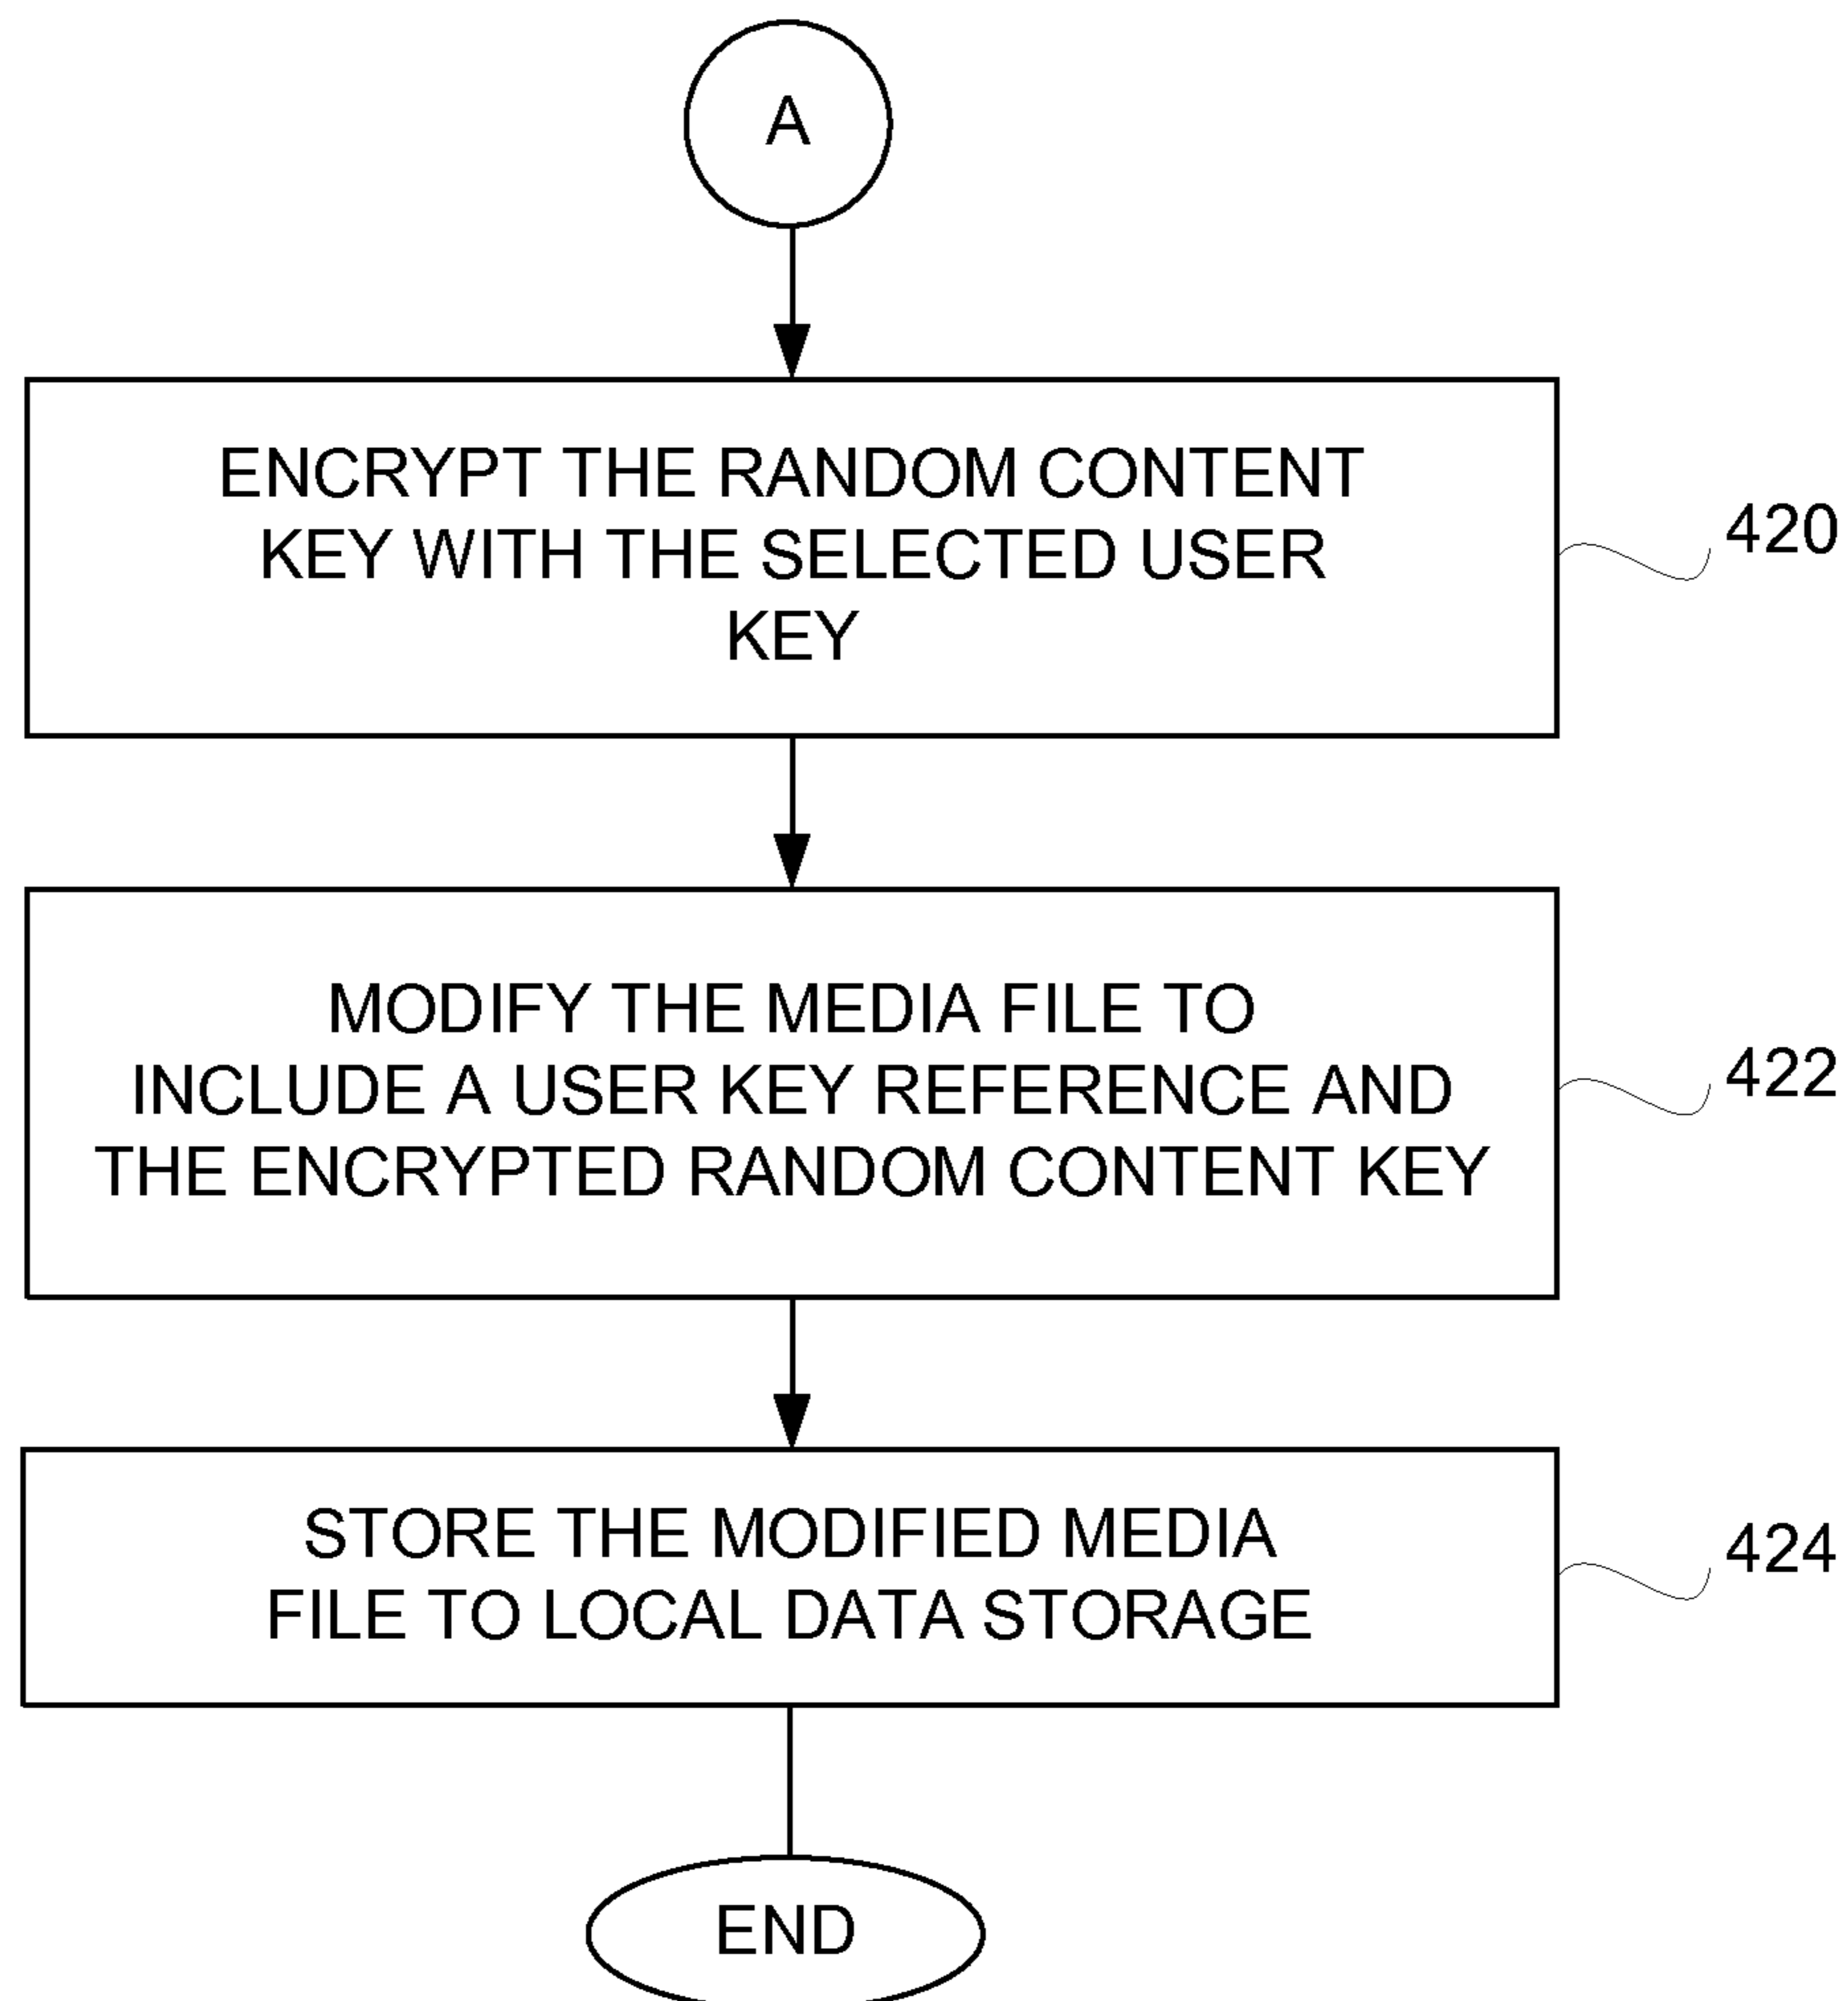 A
ENCRYPT THE RANDOM CONTENT
KEY WITH THE SELECTED USER
KEY
420
MODIFY THE MEDIA FILE TO
INCLUDE A USER KEY REFERENCE AND
THE ENCRYPTED RANDOM CONTENT KEY
422
STORE THE MODIFIED MEDIA
FILE TO LOCAL DATA STORAGE
424
END